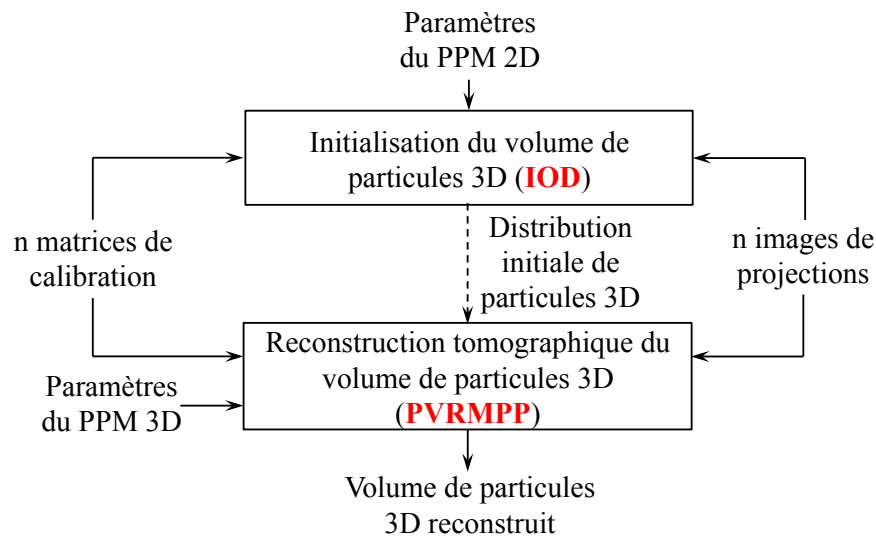 Paramètres
du PPM 2D
Initialisation du volume de
particules 3D (IOD)
n matrices de
calibration
Distribution
initiale de
particules 3D
n images de
projections
Reconstruction tomographique du
volume de particules 3D
(PVRMPP)
Paramètres
du PPM 3D
Volume de particules
3D reconstruit